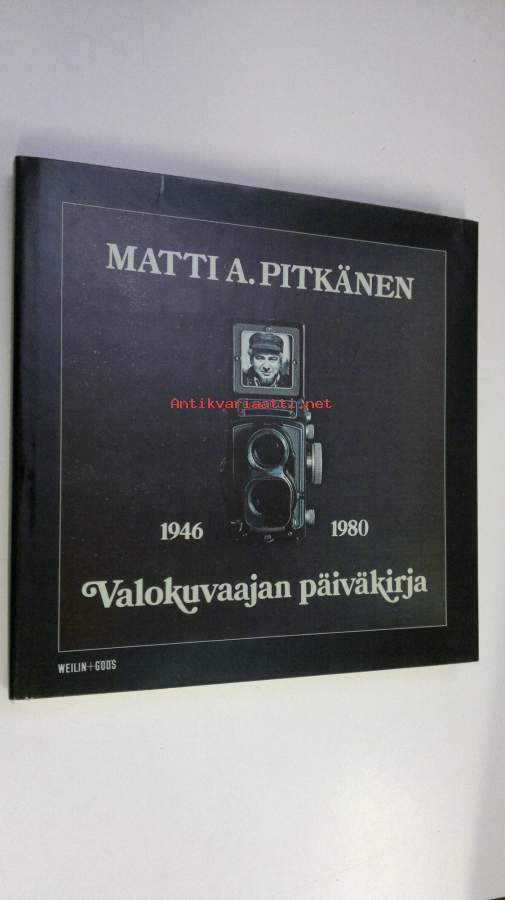 MATTI A. PITKÄNEN
Antikvariaatti.net
1946 1980
Valokuvaajan päiväkirja
WEILIN+GÖÖS